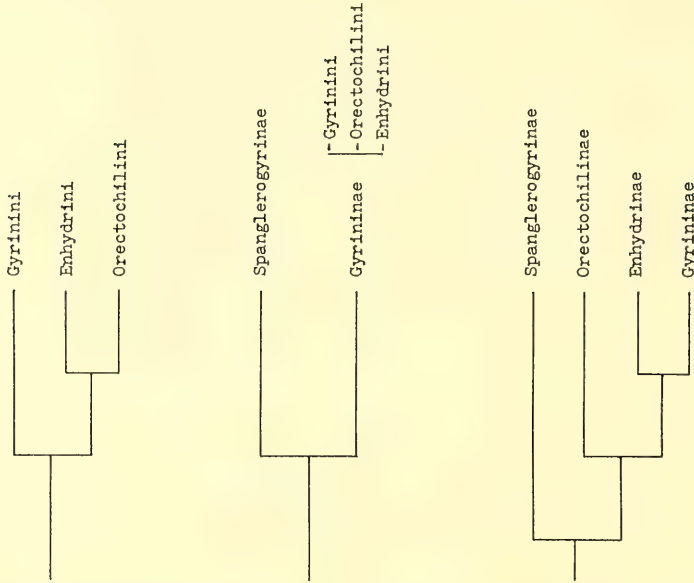 Gyrinini
Enhydrini
Orectochilini
Spanglerogyrinae
Gyrininae
Gyrinini
Orectochilini
Enhydrini
Spanglerogyrinae
Orectochilinae
Enhydrinae
Gyrininae